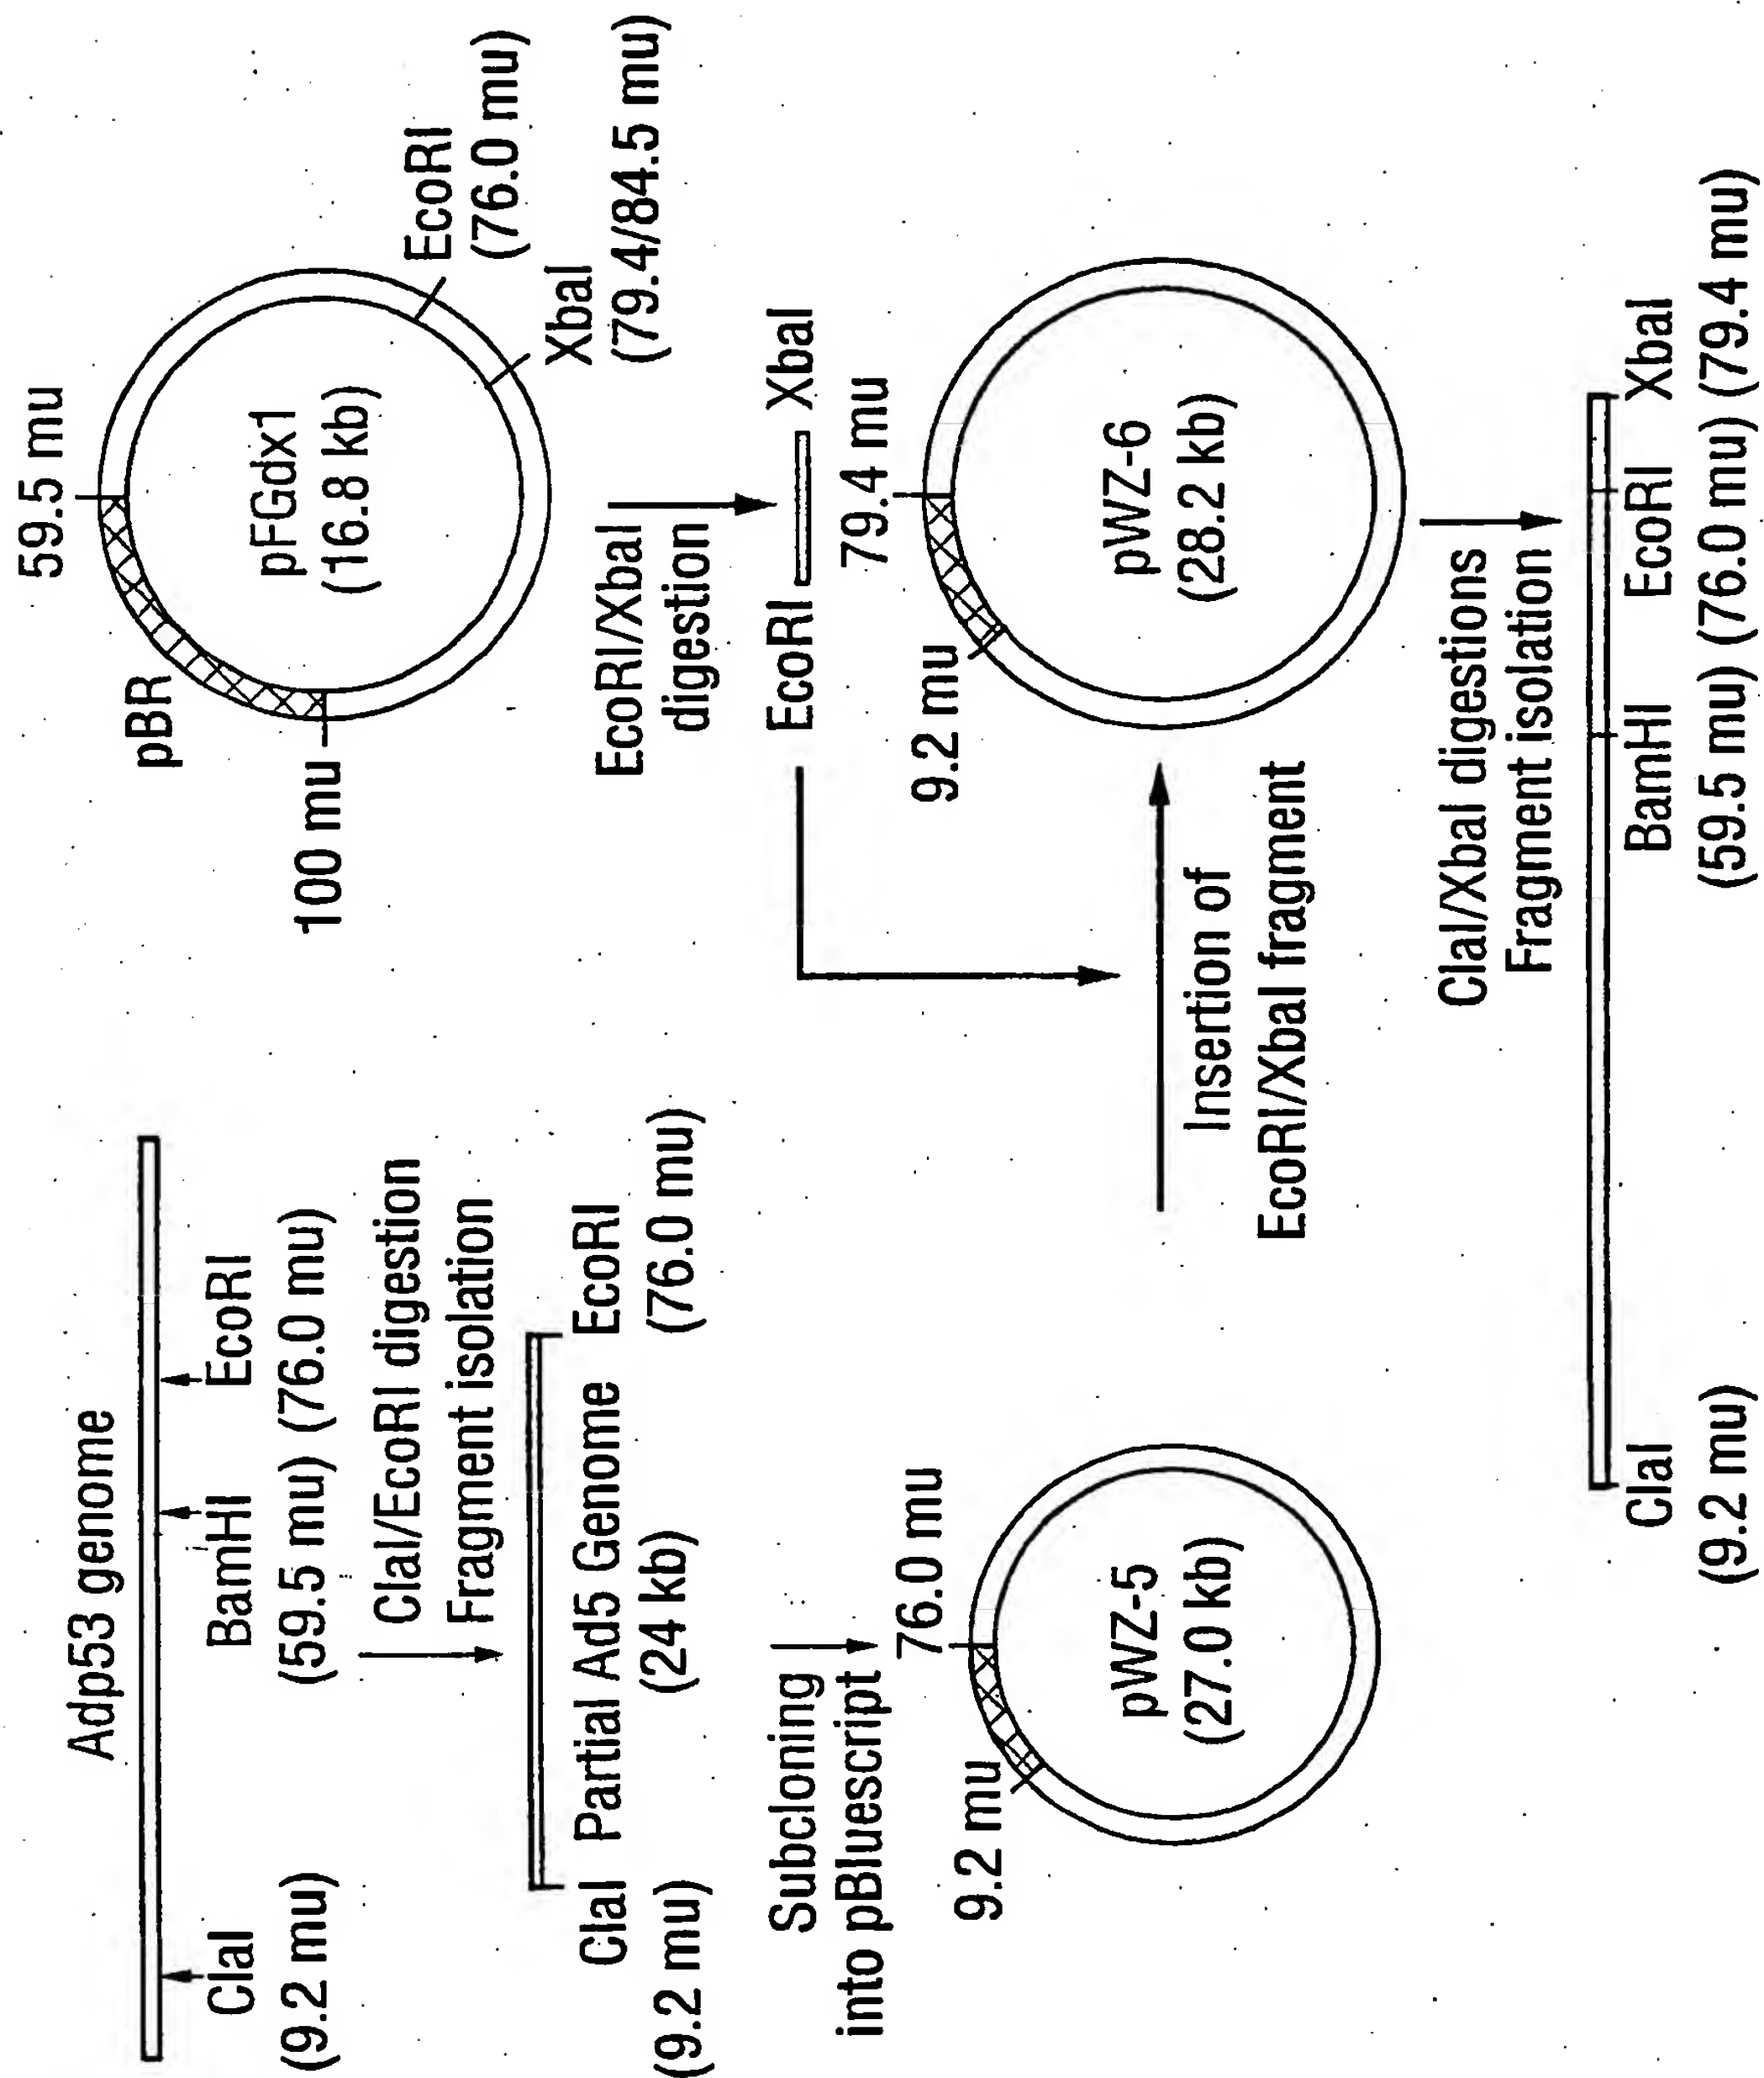 Adp53 genome
ClaI
BamHI
EcoRI
(9.2 mu)
(59.5 mu) (76.0 mu)
ClaI/EcoRI digestion
Fragment isolation
ClaI Partial Ad5 Genome EcoRI
(9.2 mu)
(24 kb)
(76.0 mu)
Subcloning
into pBluescript
76.0 mu
9.2 mu
pWZ-5
(27.0 kb)
59.5 mu
pBR
100 mu
pFGdx1
(16.8 kb)
EcoRI
(76.0 mu)
XbaI
(79.4/84.5 mu)
EcoRI/XbaI
digestion
EcoRI
XbaI
79.4 mu
9.2 mu
pWZ-6
(28.2 kb)
Insertion of
EcoRI/XbaI fragment
ClaI/XbaI digestions
Fragment isolation
ClaI
BamHI
EcoRI
XbaI
(9.2 mu)
(59.5 mu) (76.0 mu) (79.4 mu)